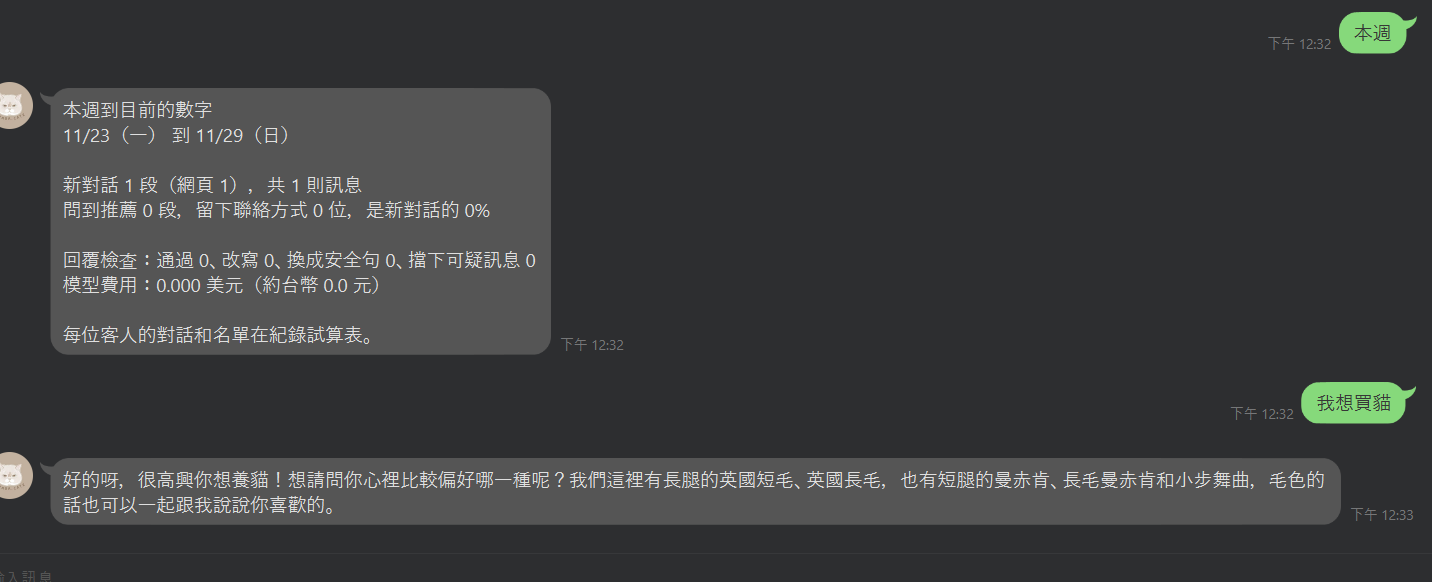 本週
下午 12:32
本週到目前的數字
11/23（一） 到 11/29（日）
新對話 1 段（網頁 1），共 1 則訊息
問到推薦 0 段，留下聯絡方式 0 位，是新對話的 0%
回覆檢查：通過 0、改寫 0、換成安全句 0、擋下可疑訊息 0
模型費用：0.000 美元（約台幣 0.0 元）
每位客人的對話和名單在紀錄試算表。
下午 12:32
我想買貓
下午 12:32
好的呀，很高興你想養貓！想請問你心裡比較偏好哪一種呢？我們這裡有長腿的英國短毛、英國長毛，也有短腿的曼赤肯、長毛曼赤肯和小步舞曲，毛色的
話也可以一起跟我說說你喜歡的。
下午 12:33